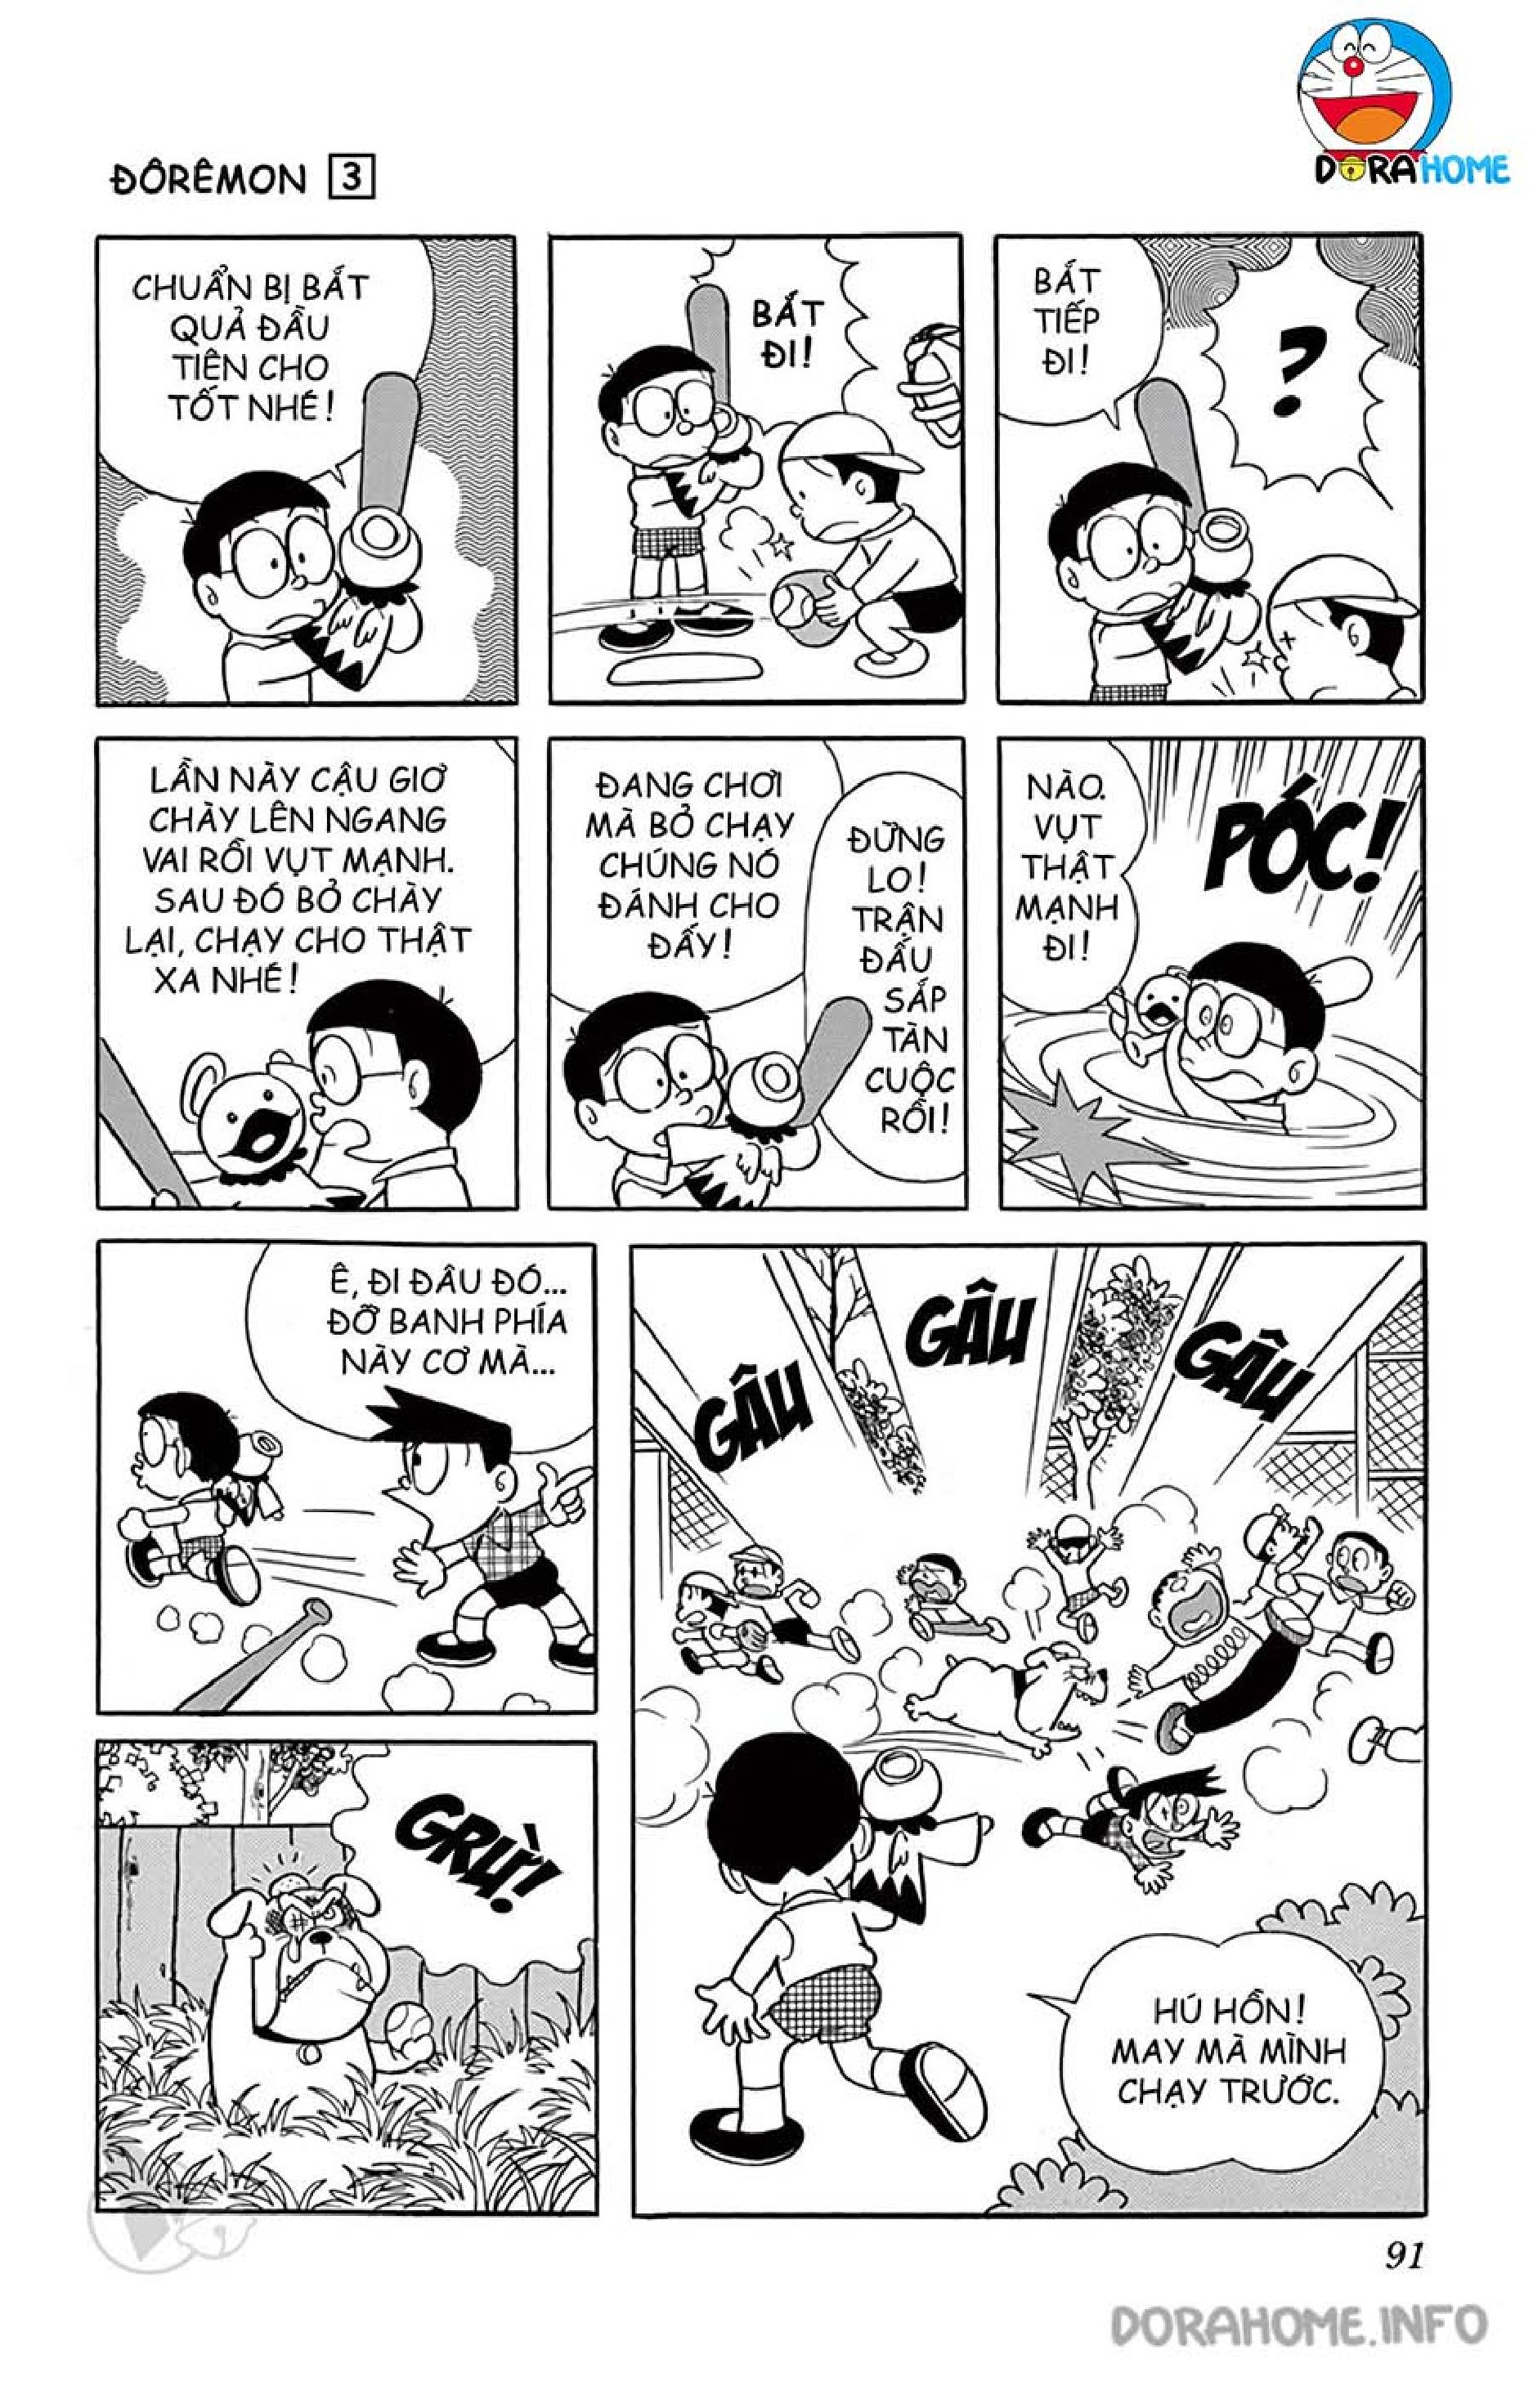 DORAHOME
ĐÔRÊMON 3
CHUẨN BỊ BẮT
QUẢ ĐẦU
TIÊN CHO
TỐT NHÉ!
BẮT
ĐI!
BẮT
TIẾP
ĐI!
?
LẦN NÀY CẬU GIƠ
CHÀY LÊN NGANG
VAI RỒI VỤT MẠNH.
SAU ĐÓ BỎ CHÀY
LẠI, CHẠY CHO THẬT
XA NHÉ!
ĐANG CHƠI
MÀ BỎ CHẠY
CHÚNG NÓ
ĐÁNH CHO
ĐẤY!
ĐỪNG
LO!
TRẬN
ĐẤU
SẮP
TÀN
CUỘC
RỒI!
NÀO.
VỤT
THẬT
MẠNH
ĐI!
PÓC!
Ê, ĐI ĐÂU ĐÓ...
ĐỠ BANH PHÍA
NÀY CƠ MÀ...
GRỪ!
GÂU
GÂU
GÂU
HÚ HỒN!
MAY MÀ MÌNH
CHẠY TRƯỚC.
91
DORAHOME.INFO